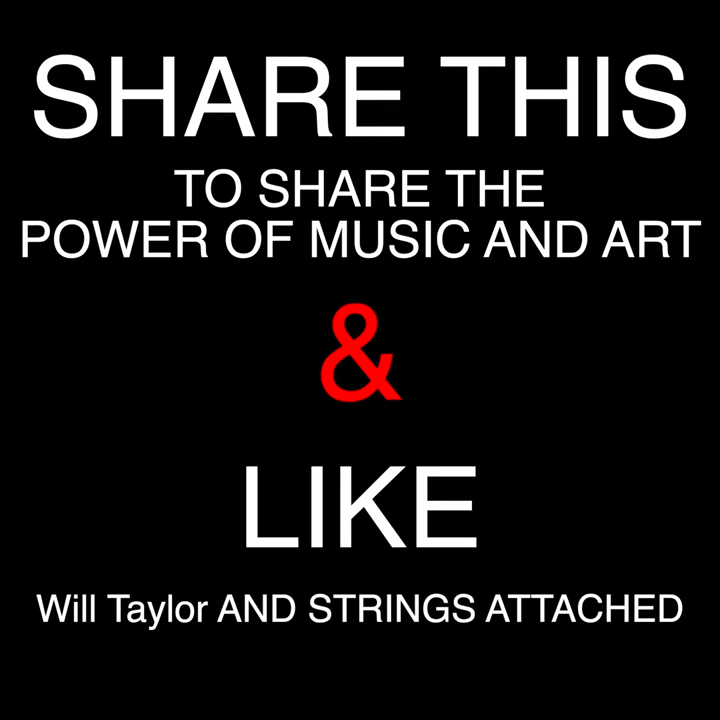 SHARE THIS
TO SHARE THE
POWER OF MUSIC AND ART
&
LIKE
Will Taylor AND STRINGS ATTACHED